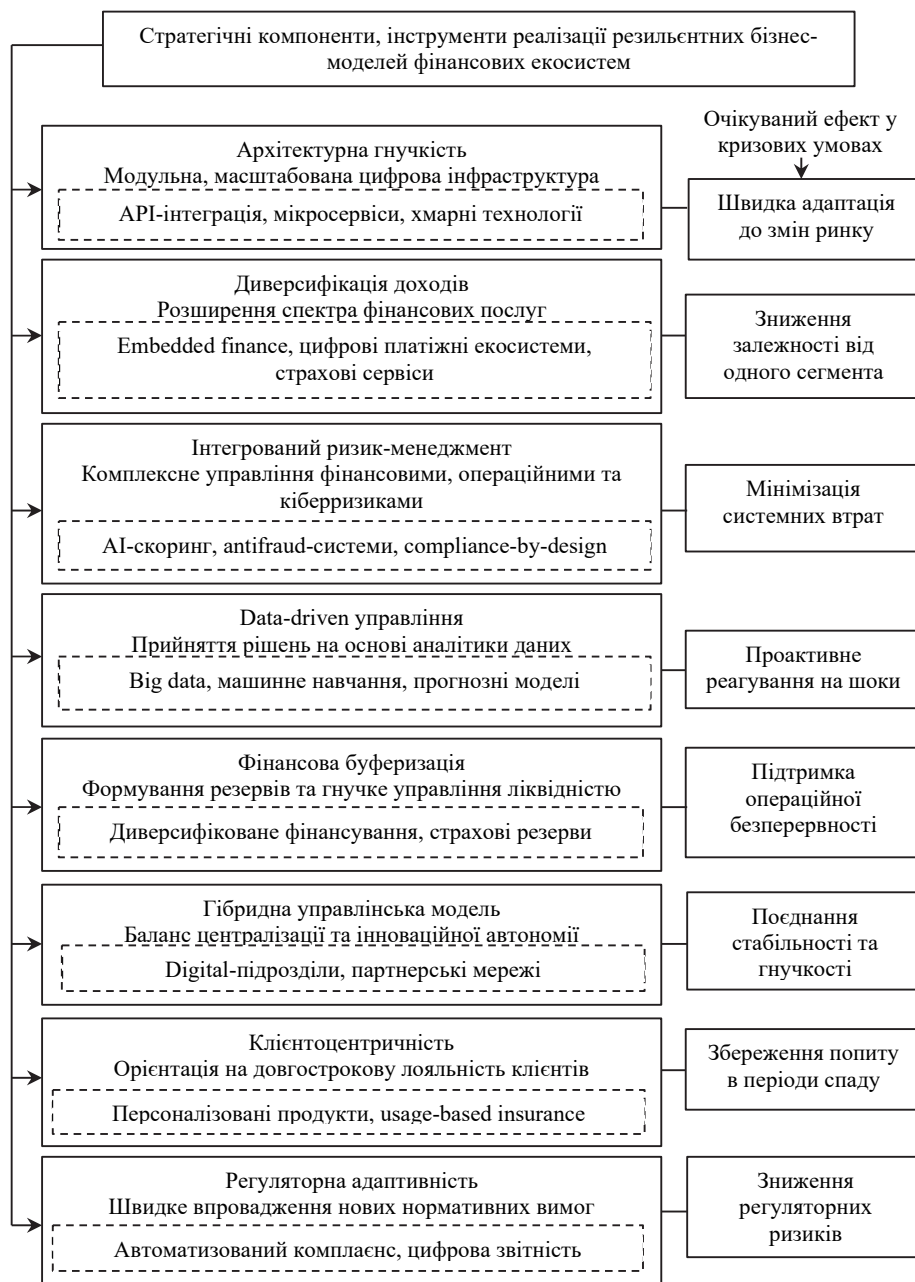 Стратегічні компоненти, інструменти реалізації резильєнтних бізнес-
моделей фінансових екосистем
Очікуваний ефект у
кризових умовах
Архітектурна гнучкість
Модульна, масштабована цифрова інфраструктура
API-інтеграція, мікросервіси, хмарні технології
Швидка адаптація
до змін ринку
Диверсифікація доходів
Розширення спектра фінансових послуг
Embedded finance, цифрові платіжні екосистеми,
страхові сервіси
Зниження
залежності від
одного сегмента
Інтегрований ризик-менеджмент
Комплексне управління фінансовими, операційними та
кіберризиками
AI-скоринг, antifraud-системи, compliance-by-design
Мінімізація
системних втрат
Data-driven управління
Прийняття рішень на основі аналітики даних
Big data, машинне навчання, прогнозні моделі
Проактивне
реагування на шоки
Фінансова буферизація
Формування резервів та гнучке управління ліквідністю
Диверсифіковане фінансування, страхові резерви
Підтримка
операційної
безперервності
Гібридна управлінська модель
Баланс централізації та інноваційної автономії
Digital-підрозділи, партнерські мережі
Поєднання
стабільності та
гнучкості
Клієнтоцентричність
Орієнтація на довгострокову лояльність клієнтів
Персоналізовані продукти, usage-based insurance
Збереження попиту
в періоди спаду
Регуляторна адаптивність
Швидке впровадження нових нормативних вимог
Автоматизований комплаєнс, цифрова звітність
Зниження
регуляторних
ризиків